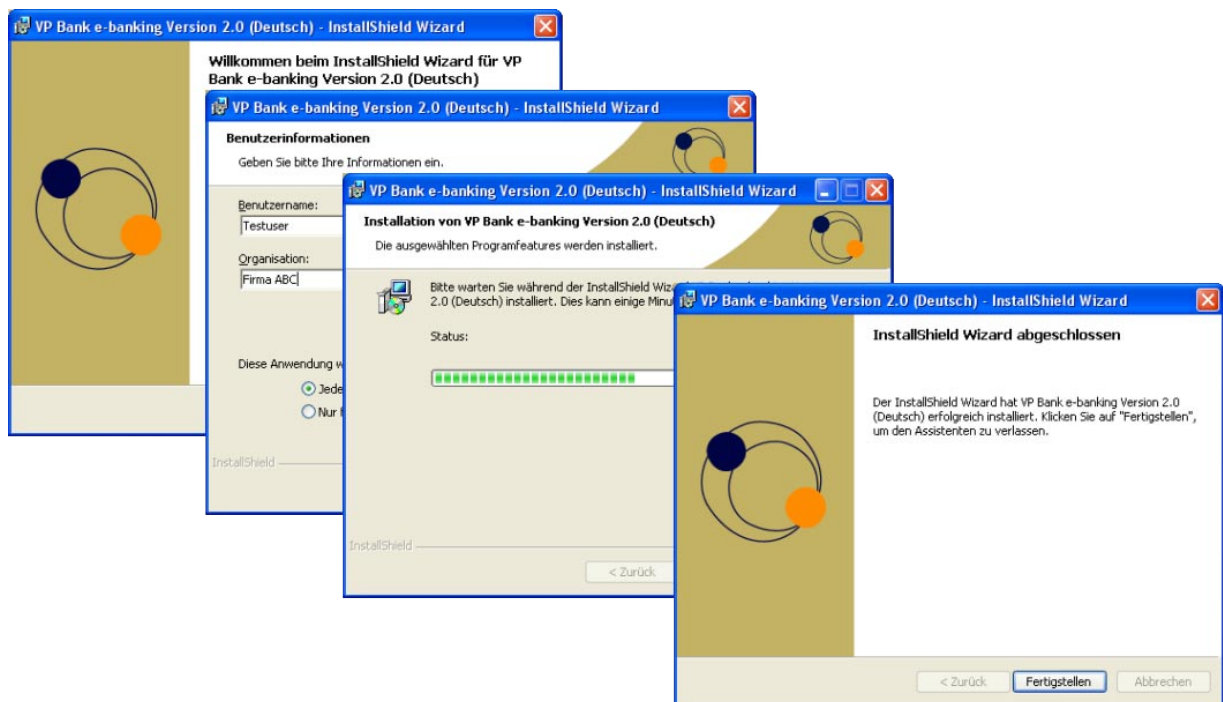 VP Bank e-banking Version 2.0 (Deutsch) - InstallShield Wizard
Willkommen beim InstallShield Wizard für VP
Bank e-banking Version 2.0 (Deutsch)
VP Bank e-banking Version 2.0 (Deutsch) - InstallShield Wizard
Benutzerinformationen
Geben Sie bitte Ihre Informationen ein.
Benutzername:
Testuser
Organisation:
Firma ABC
Diese Anwendung
InstallShield
VP Bank e-banking Version 2.0 (Deutsch) - InstallShield Wizard
Installation von VP Bank e-banking Version 2.0 (Deutsch)
Die ausgewählten Programfeatures werden installiert.
Bitte warten Sie während der InstallShield
2.0 (Deutsch) installiert. Dies kann einige
Status:
InstallShield
< Zurück
VP Bank e-banking Version 2.0 (Deutsch) - InstallShield Wizard
InstallShield Wizard abgeschlossen
Der InstallShield Wizard hat VP Bank e-banking Version 2.0
(Deutsch) erfolgreich installiert. Klicken Sie auf "Fertigstellen",
um den Assistenten zu verlassen.
< Zurück
Fertigstellen
Abbrechen